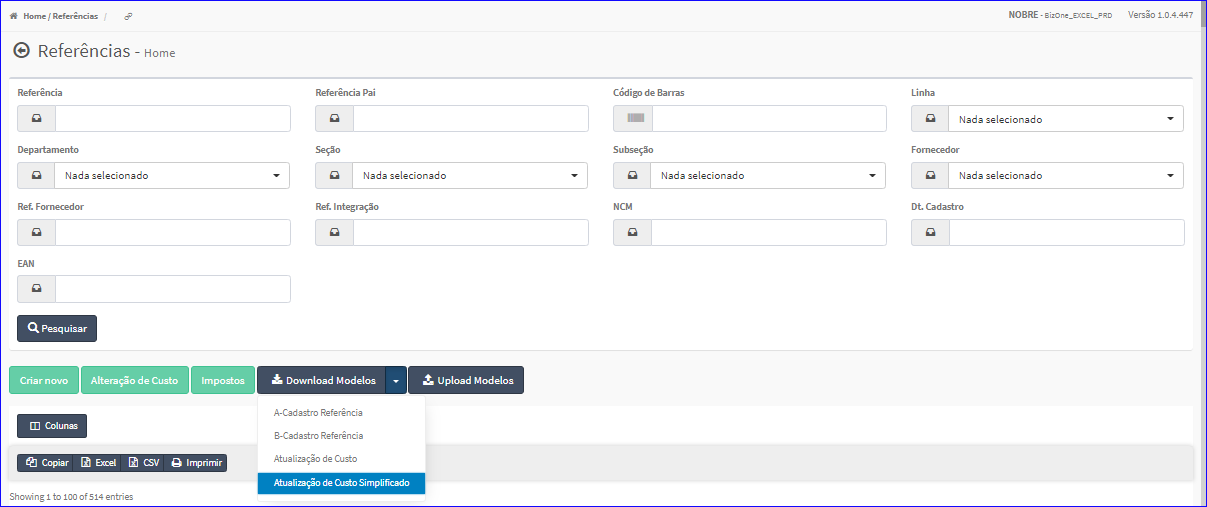 Home / Referências /
NOBRE - BizOne_EXCEL_PRD Versão 1.0.4.447
Referências - Home
Referência Referência Pai Código de Barras Linha
Nada selecionado
Departamento Seção Subseção Fornecedor
Nada selecionado Nada selecionado Nada selecionado Nada selecionado
Ref. Fornecedor Ref. Integração NCM Dt. Cadastro
EAN
Pesquisar
Criar novo Alteração de Custo Impostos Download Modelos Upload Modelos
A-Cadastro Referência
Colunas
B-Cadastro Referência
Copiar Excel CSV Imprimir
Atualização de Custo
Atualização de Custo Simplificado
Showing 1 to 100 of 514 entries